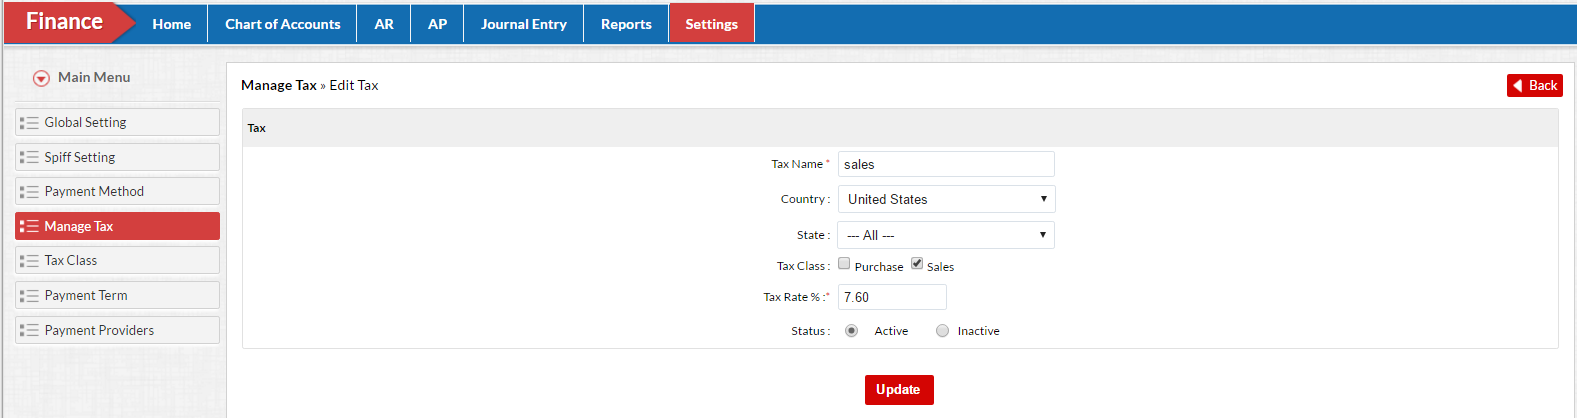 Finance Home Chart of Accounts AR AP Journal Entry Reports Settings
Main Menu
Global Setting
Spiff Setting
Payment Method
Manage Tax
Tax Class
Payment Term
Payment Providers
Manage Tax » Edit Tax
Back
Tax
Tax Name * sales
Country : United States
State : --- All ---
Tax Class : Purchase Sales
Tax Rate % :* 7.60
Status : Active Inactive
Update